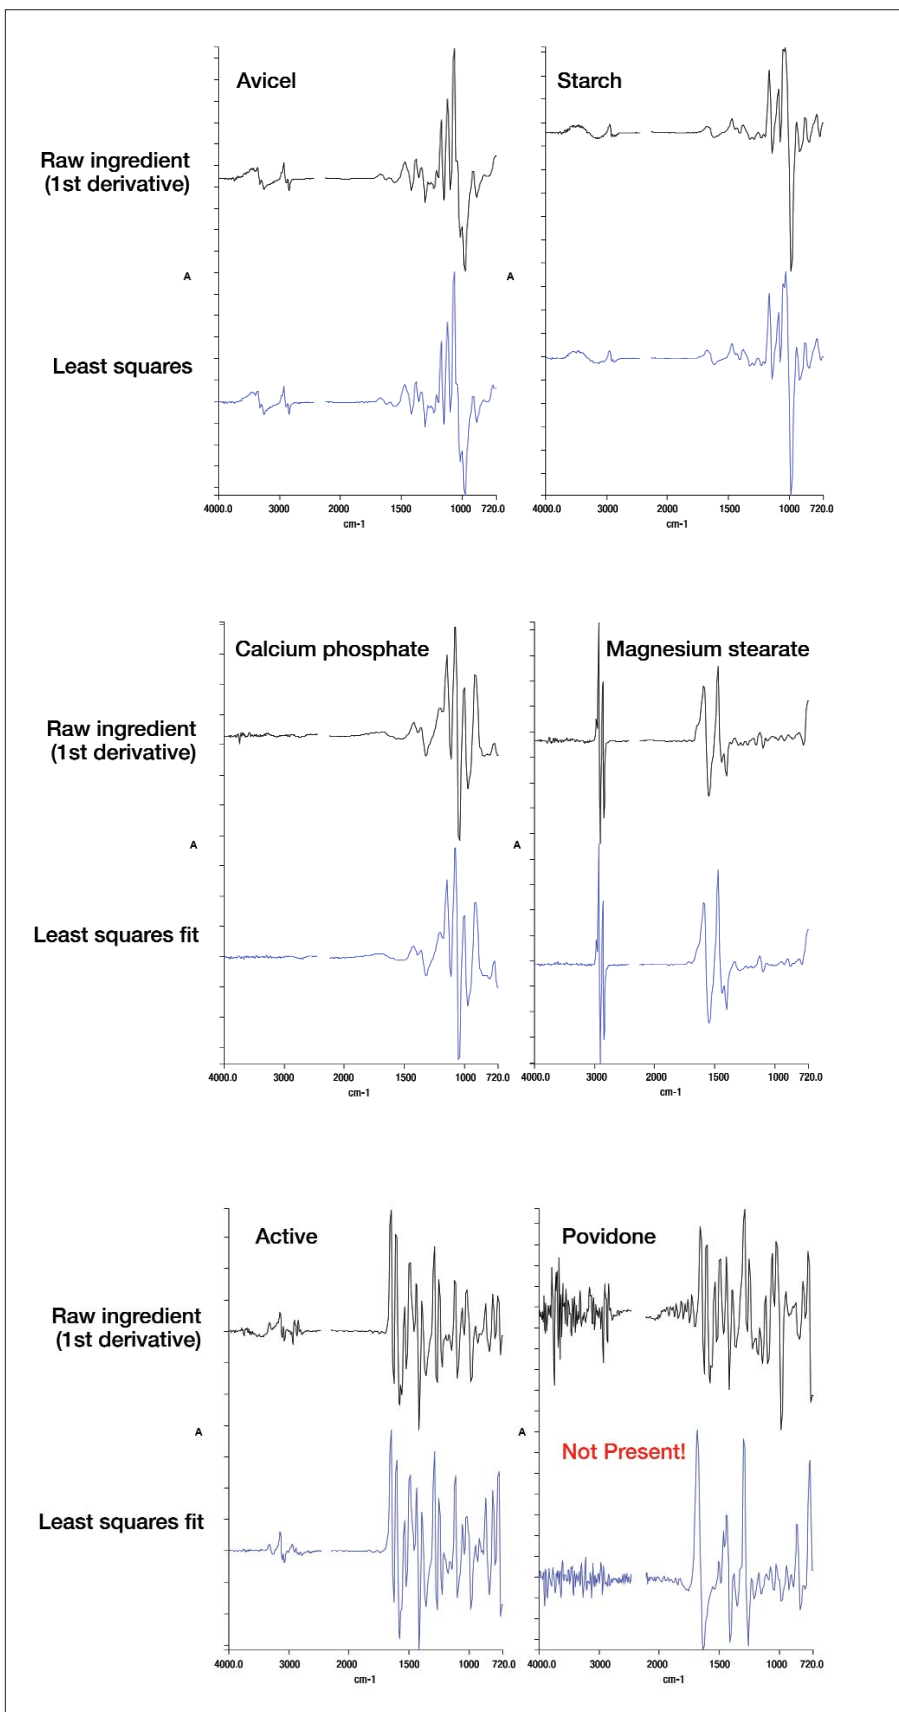 Avicel
Starch
Raw ingredient
(1st derivative)
A
A
Least squares
4000.0 3000 2000 1500 1000 720.0
cm-1
4000.0 3000 2000 1500 1000 720.0
cm-1
Calcium phosphate
Magnesium stearate
Raw ingredient
(1st derivative)
A
A
Least squares fit
4000.0 3000 2000 1500 1000 720.0
cm-1
4000.0 3000 2000 1500 1000 720.0
cm-1
Active
Povidone
Raw ingredient
(1st derivative)
A
A
Not Present!
Least squares fit
4000.0 3000 2000 1500 1000 720.0
cm-1
4000.0 3000 2000 1500 1000 720.0
cm-1